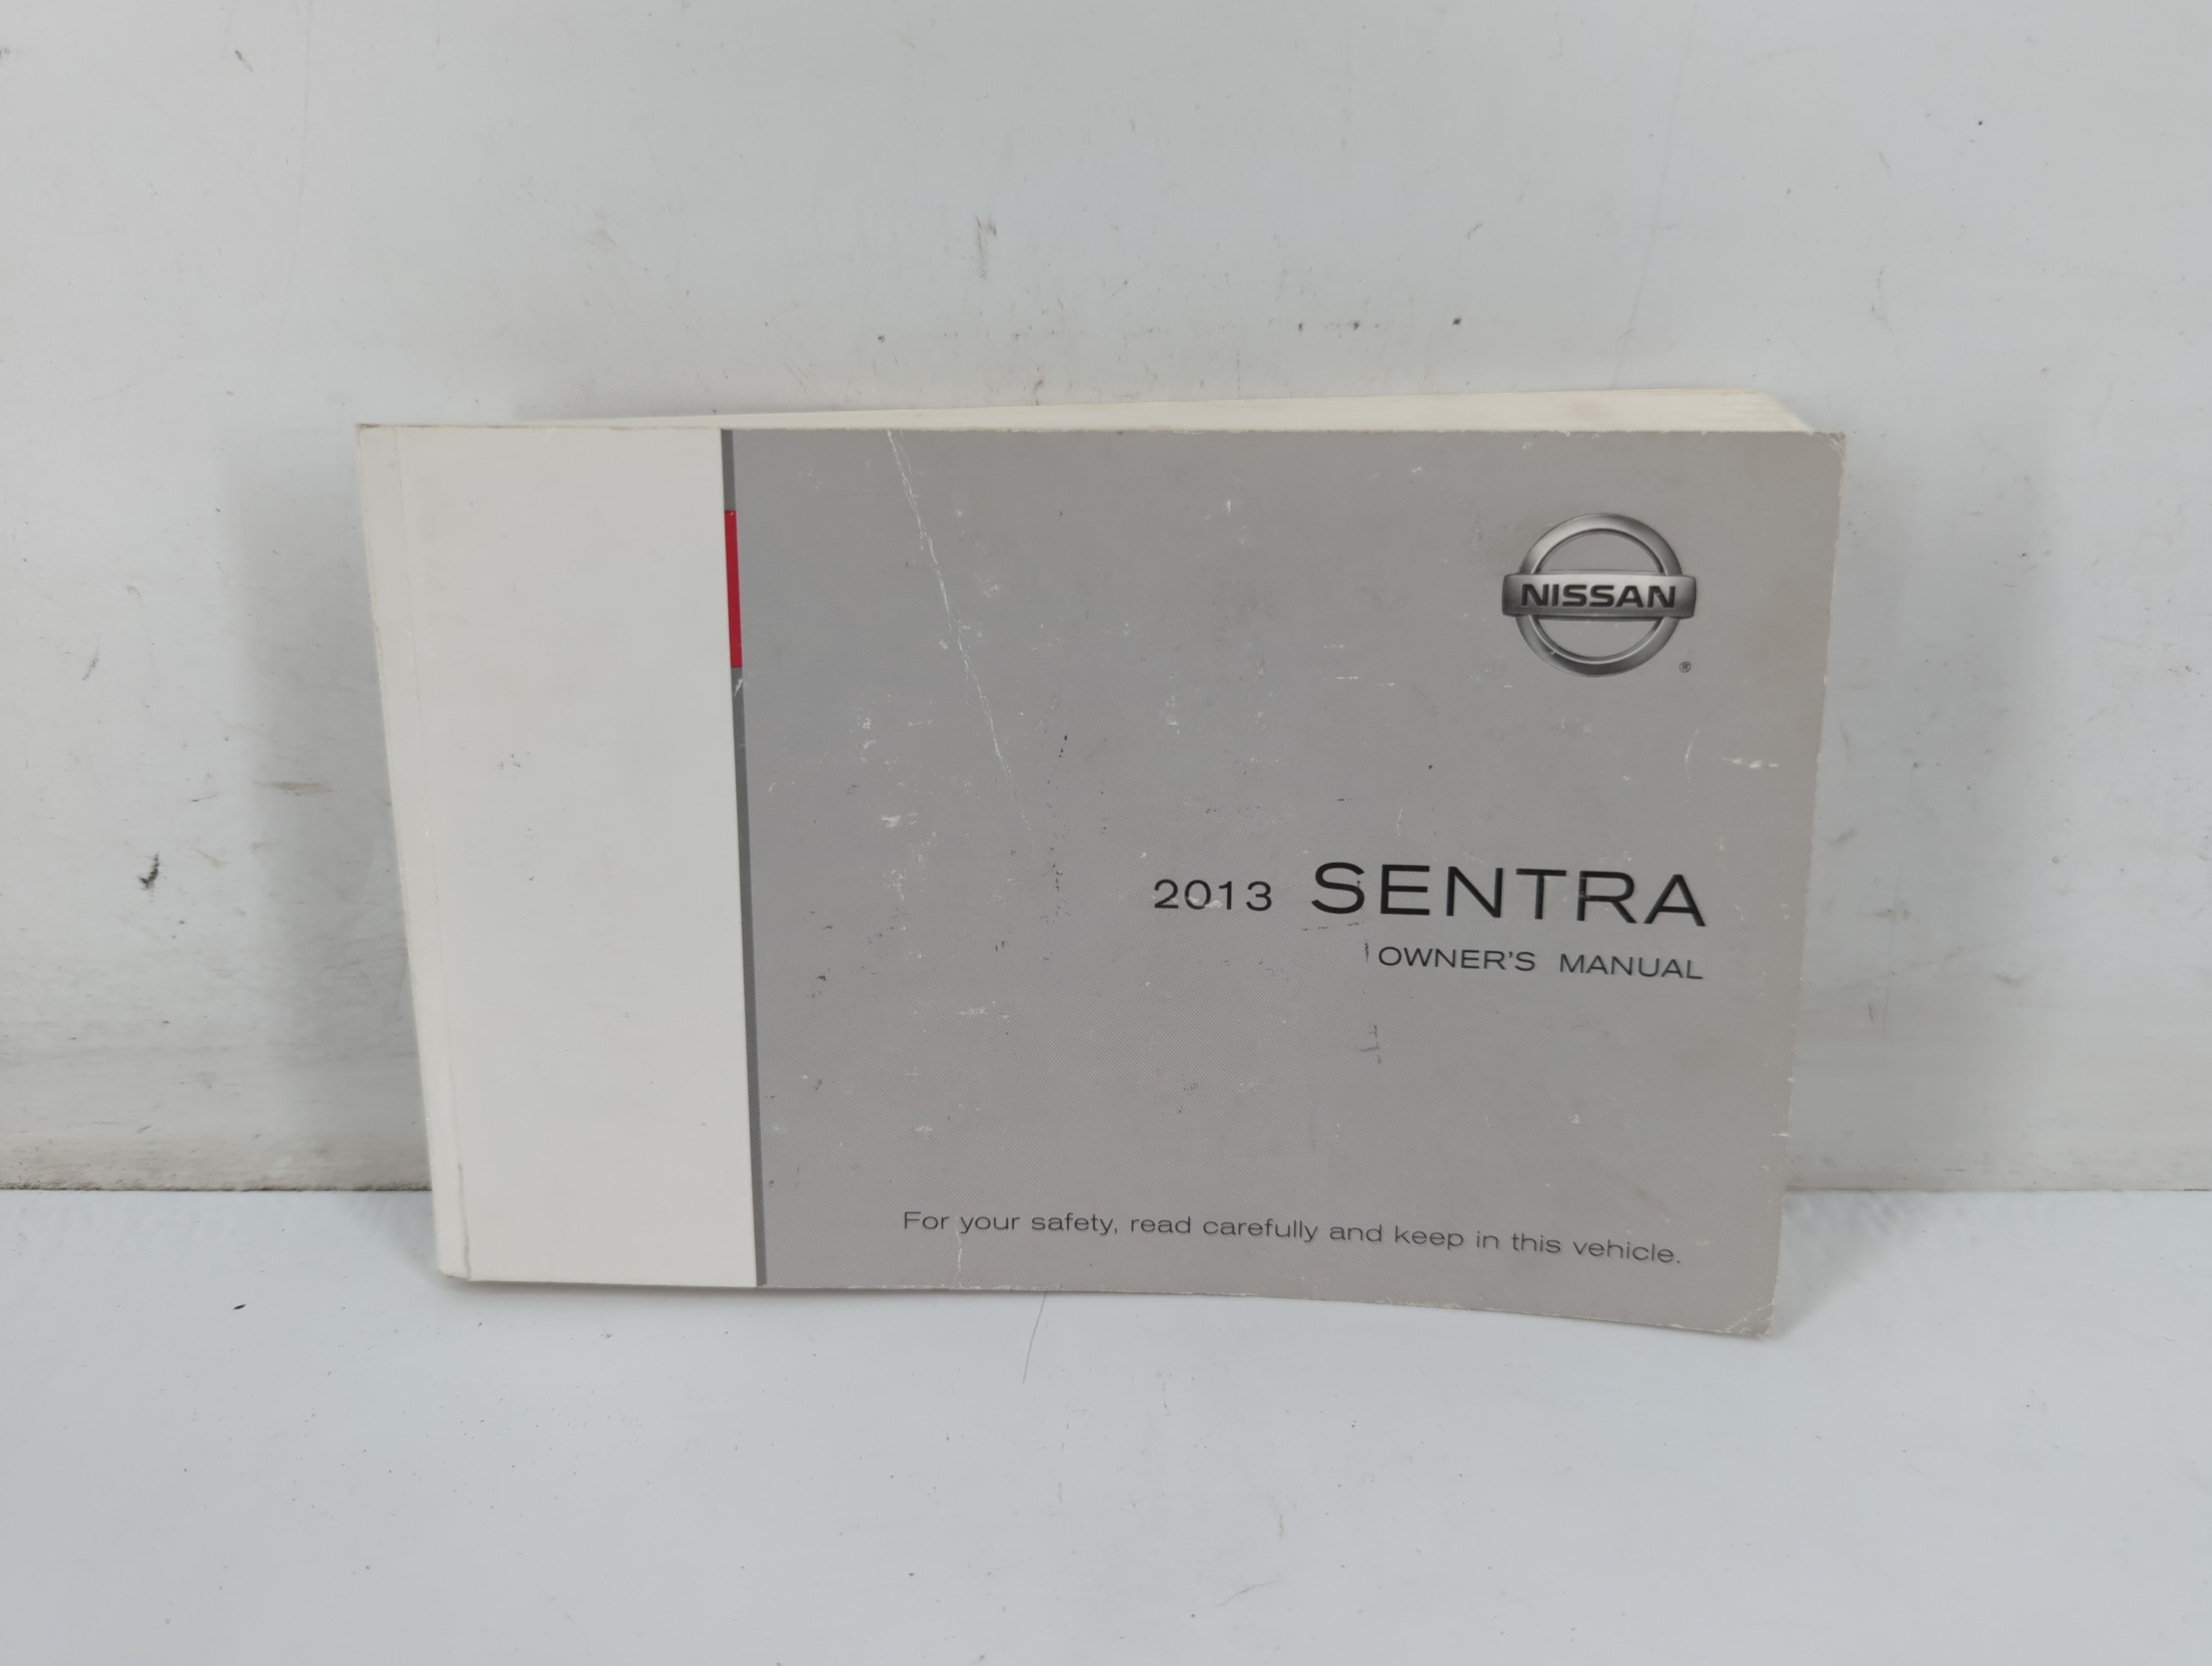 NISSAN
®
2013 SENTRA
OWNER'S MANUAL
For your safety, read carefully and keep in this vehicle.